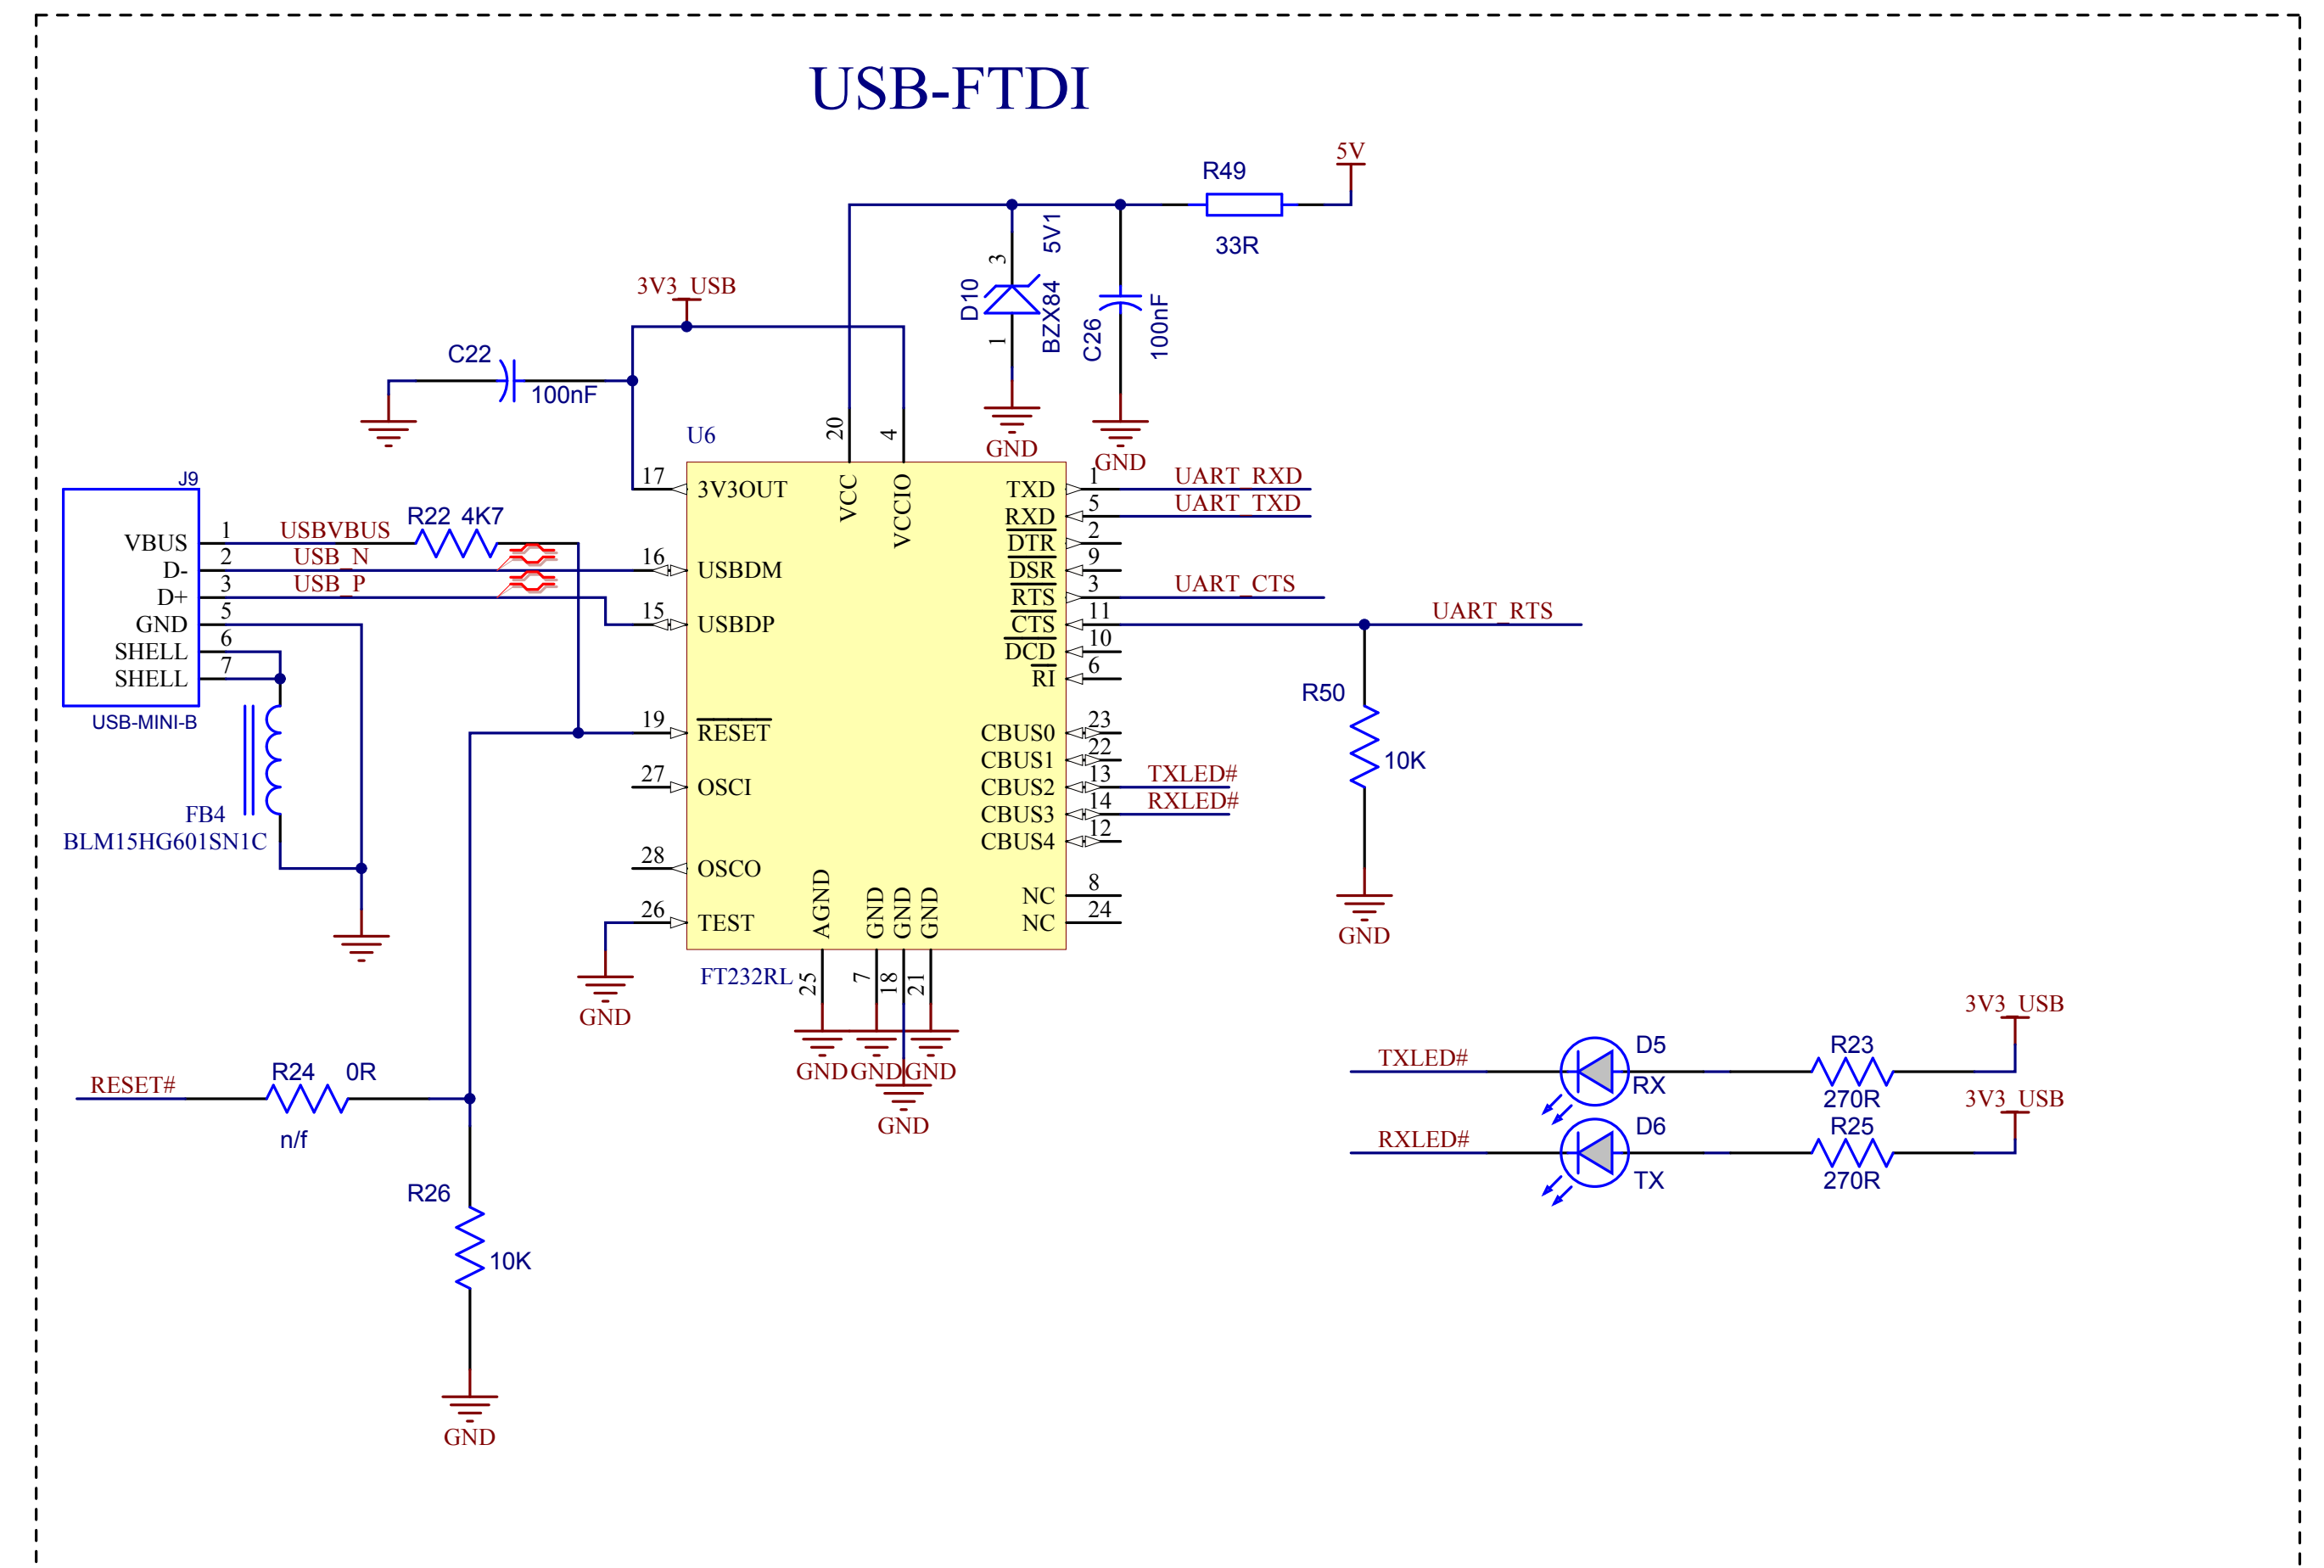 USB-FTDI
5V
R49
33R
5V1
3
D10
BZX84
1
C26
100nF
GND
GND
3V3_USB
C22
100nF
U6
20
4
VCC
VCCIO
17
3V3OUT
16
USBDM
15
USBDP
19
RESET
27
OSCI
28
OSCO
26
TEST
GND
FT232RL
AGND
GND
GND
GND
25
7
18
21
GND
GND
GND
GND
TXD
1
UART_RXD
RXD
5
UART_TXD
DTR
2
DSR
9
RTS
3
UART_CTS
CTS
11
UART_RTS
DCD
10
RI
6
CBUS0
23
CBUS1
22
CBUS2
13
TXLED#
CBUS3
14
RXLED#
CBUS4
12
NC
8
NC
24
R50
10K
GND
J9
VBUS
1
USBVBUS
R22 4K7
D-
2
USB_N
D+
3
USB_P
GND
5
SHELL
6
SHELL
7
USB-MINI-B
FB4
BLM15HG601SN1C
RESET#
R24 0R
n/f
R26
10K
GND
TXLED#
D5
RX
R23
270R
3V3_USB
RXLED#
D6
TX
R25
270R
3V3_USB